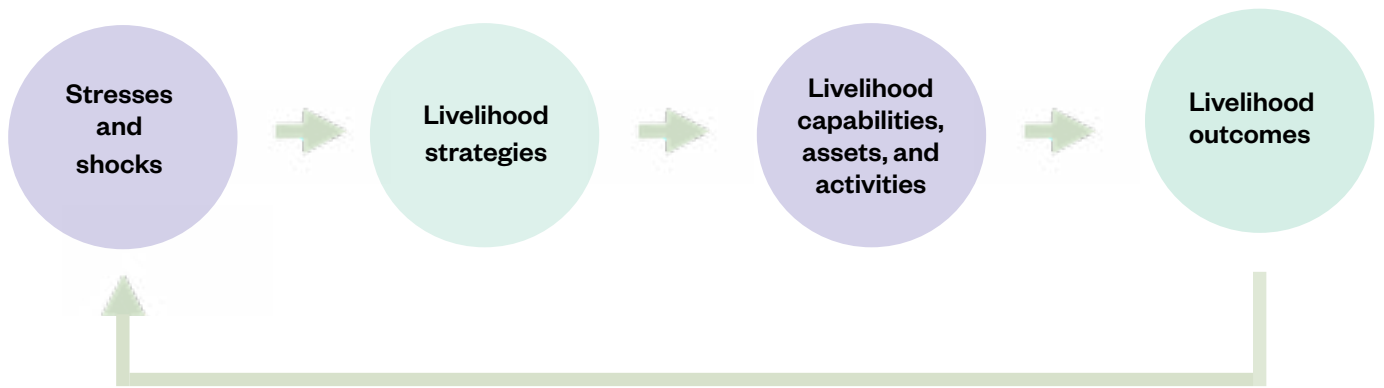 Stresses
and
shocks
Livelihood
strategies
Livelihood
capabilities,
assets, and
activities
Livelihood
outcomes